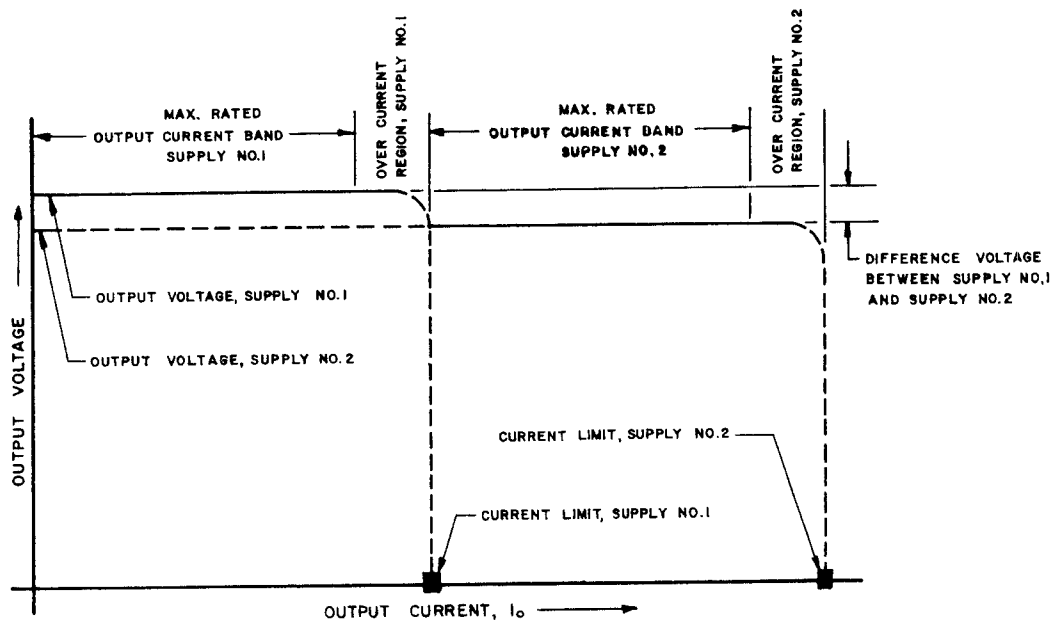 OVER CURRENT
REGION, SUPPLY NO.1
OVER CURRENT
REGION, SUPPLY NO.2
MAX. RATED
OUTPUT CURRENT BAND
SUPPLY NO.1
MAX. RATED
OUTPUT CURRENT BAND
SUPPLY NO.2
DIFFERENCE VOLTAGE
BETWEEN SUPPLY NO.1
AND SUPPLY NO.2
OUTPUT VOLTAGE, SUPPLY NO.1
OUTPUT VOLTAGE, SUPPLY NO.2
OUTPUT VOLTAGE
CURRENT LIMIT, SUPPLY NO.2
CURRENT LIMIT, SUPPLY NO.1
OUTPUT CURRENT, Io